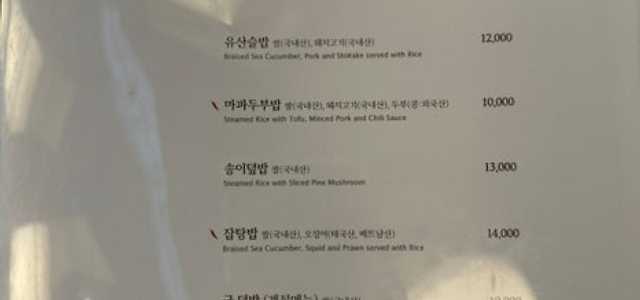 유산슬밥 쌀(국내산), 돼지고기(국내산) 12,000
Braised Sea Cucumber, Pork and Shiitake served with Rice
마파두부밥 쌀(국내산), 돼지고기(국내산), 두부(콩:외국산) 10,000
Steamed Rice with Tofu, Minced Pork and Chili Sauce
송이덮밥 쌀(국내산) 13,000
Steamed Rice with Sliced Pine Mushroom
잡탕밥 쌀(국내산), 오징어(태국산, 베트남산) 14,000
Braised Sea Cucumber, Squid and Prawn served with Rice